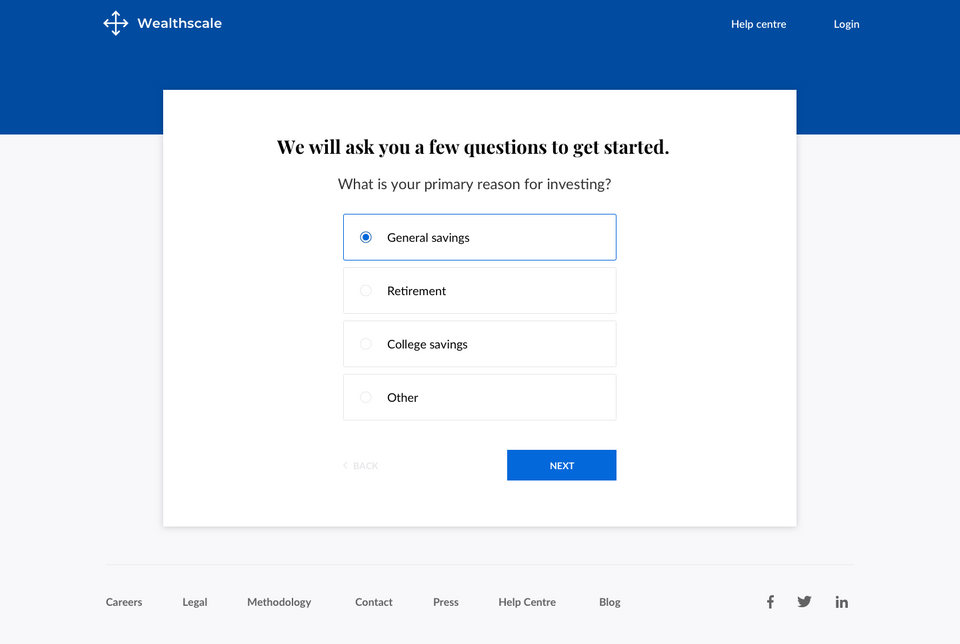 Wealthscale
Help centre
Login
We will ask you a few questions to get started.
What is your primary reason for investing?
General savings
Retirement
College savings
Other
BACK
NEXT
Careers
Legal
Methodology
Contact
Press
Help Centre
Blog